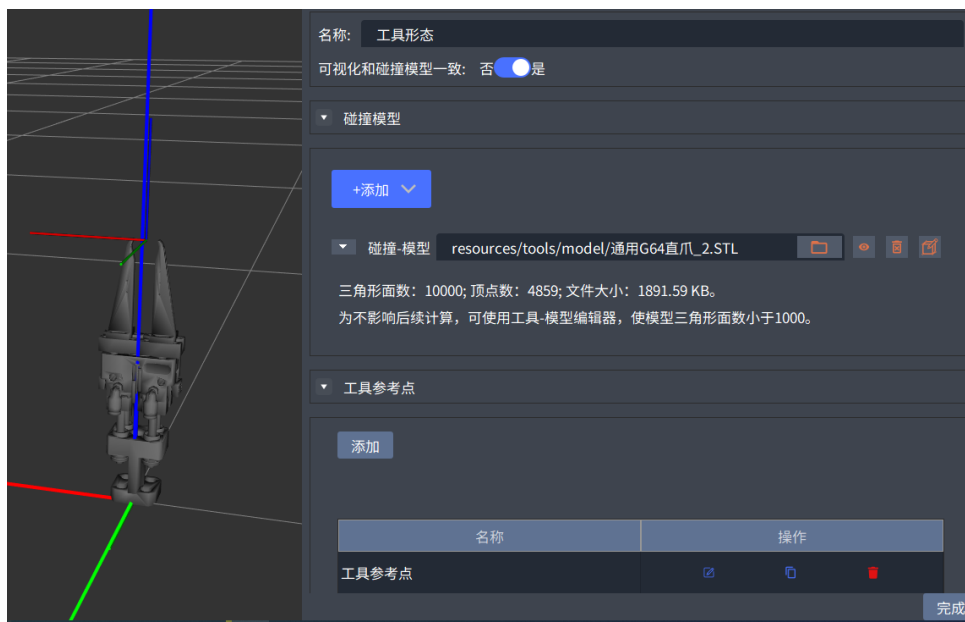 名称: 工具形态
可视化和碰撞模型一致: 否 是
碰撞模型
+添加
碰撞-模型 resources/tools/model/通用G64直爪_2.STL
三角形面数：10000; 顶点数：4859; 文件大小：1891.59 KB。
为不影响后续计算，可使用工具-模型编辑器，使模型三角形面数小于1000。
工具参考点
添加
名称 操作
工具参考点
完成